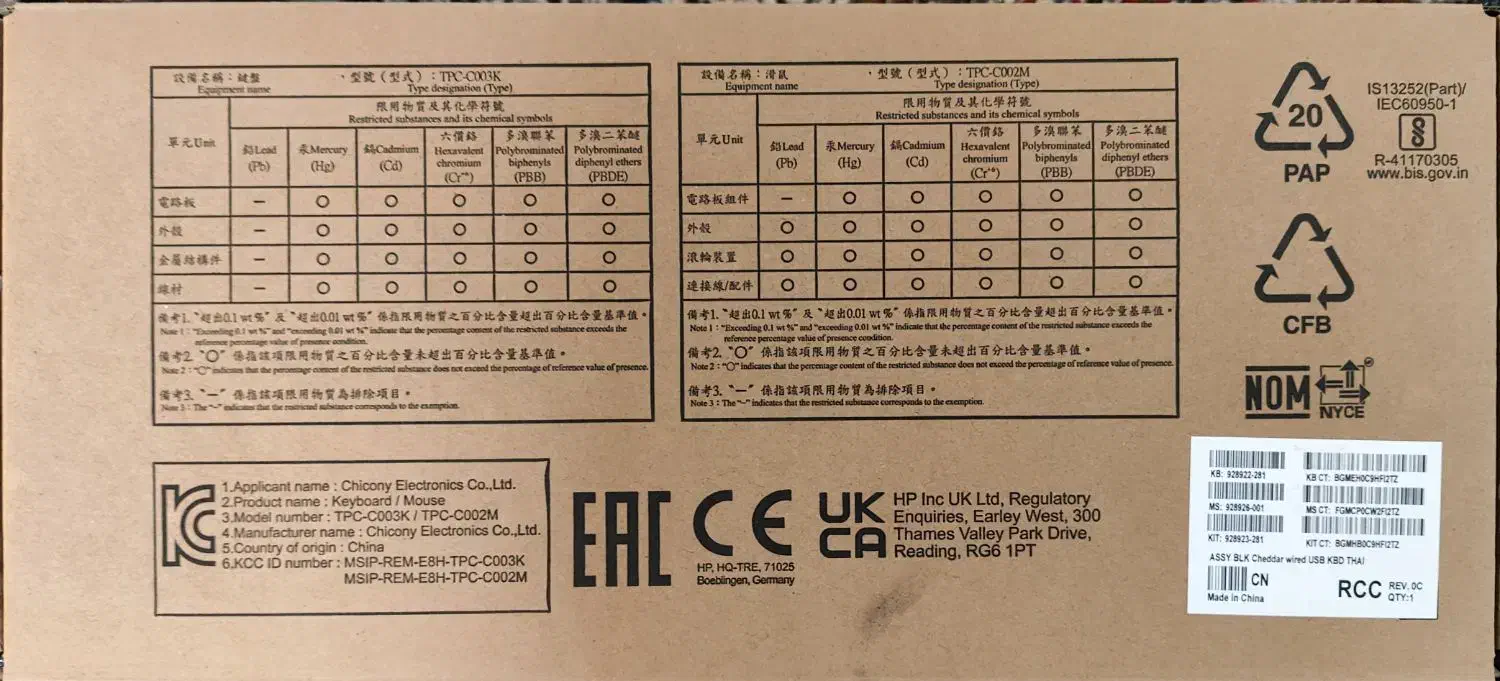 設備名稱：鍵盤 ，型號（型式）：TPC-C003K
Equipment name Type designation (Type)
單元Unit
限用物質及其化學符號
Restricted substances and its chemical symbols
鉛Lead
(Pb)
汞Mercury
(Hg)
鎘Cadmium
(Cd)
六價鉻
Hexavalent
chromium
(Cr⁺⁶)
多溴聯苯
Polybrominated
biphenyls
(PBB)
多溴二苯醚
Polybrominated
diphenyl ethers
(PBDE)
電路板 － ○ ○ ○ ○ ○
外殼 － ○ ○ ○ ○ ○
金屬結構件 － ○ ○ ○ ○ ○
線材 － ○ ○ ○ ○ ○
備考1. 〝超出0.1 wt %〞及〝超出0.01 wt %〞係指限用物質之百分比含量超出百分比含量基準值。
Note 1：“Exceeding 0.1 wt %” and “exceeding 0.01 wt %” indicate that the percentage content of the restricted substance exceeds the
reference percentage value of presence condition.
備考2. 〝○〞係指該項限用物質之百分比含量未超出百分比含量基準值。
Note 2：“○” indicates that the percentage content of the restricted substance does not exceed the percentage of reference value of presence.
備考3. 〝－〞係指該項限用物質為排除項目。
Note 3：The “−” indicates that the restricted substance corresponds to the exemption.
設備名稱：滑鼠 ，型號（型式）：TPC-C002M
Equipment name Type designation (Type)
單元Unit
限用物質及其化學符號
Restricted substances and its chemical symbols
鉛Lead
(Pb)
汞Mercury
(Hg)
鎘Cadmium
(Cd)
六價鉻
Hexavalent
chromium
(Cr⁺⁶)
多溴聯苯
Polybrominated
biphenyls
(PBB)
多溴二苯醚
Polybrominated
diphenyl ethers
(PBDE)
電路板組件 － ○ ○ ○ ○ ○
外殼 ○ ○ ○ ○ ○ ○
滾輪裝置 ○ ○ ○ ○ ○ ○
連接線/配件 ○ ○ ○ ○ ○ ○
備考1. 〝超出0.1 wt %〞及〝超出0.01 wt %〞係指限用物質之百分比含量超出百分比含量基準值。
Note 1：“Exceeding 0.1 wt %” and “exceeding 0.01 wt %” indicate that the percentage content of the restricted substance exceeds the
reference percentage value of presence condition.
備考2. 〝○〞係指該項限用物質之百分比含量未超出百分比含量基準值。
Note 2：“○” indicates that the percentage content of the restricted substance does not exceed the percentage of reference value of presence.
備考3. 〝－〞係指該項限用物質為排除項目。
Note 3：The “−” indicates that the restricted substance corresponds to the exemption.
20
PAP
IS13252(Part)/
IEC60950-1
R-41170305
www.bis.gov.in
CFB
NOM
NYCE
1.Applicant name : Chicony Electronics Co.,Ltd.
2.Product name : Keyboard / Mouse
3.Model number : TPC-C003K / TPC-C002M
4.Manufacturer name : Chicony Electronics Co.,Ltd.
5.Country of origin : China
6.KCC ID number : MSIP-REM-E8H-TPC-C003K
MSIP-REM-E8H-TPC-C002M
EAC
CE
HP, HQ-TRE, 71025
Boeblingen, Germany
UK
CA
HP Inc UK Ltd, Regulatory
Enquiries, Earley West, 300
Thames Valley Park Drive,
Reading, RG6 1PT
KB: 928922-281 KB CT: BGMEH0C9HFI2TZ
MS: 928926-001 MS CT: FGMCP0CW2FI2TZ
KIT: 928923-281 KIT CT: BGMHB0C9HFI2TZ
ASSY BLK Cheddar wired USB KBD THAI
CN
Made in China
RCC REV. 0C
QTY:1